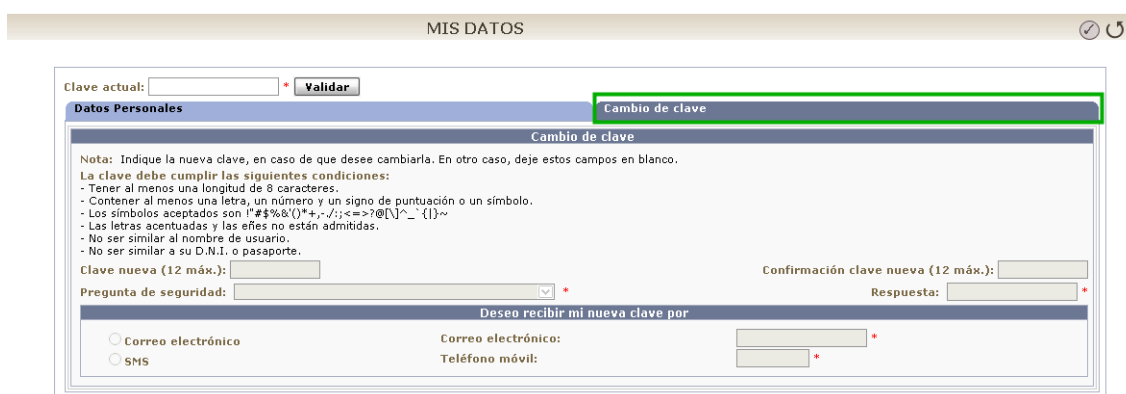 MIS DATOS
Clave actual: * Validar
Datos Personales
Cambio de clave
Cambio de clave
Nota: Indique la nueva clave, en caso de que desee cambiarla. En otro caso, deje estos campos en blanco.
La clave debe cumplir las siguientes condiciones:
- Tener al menos una longitud de 8 caracteres.
- Contener al menos una letra, un número y un signo de puntuación o un símbolo.
- Los símbolos aceptados son !"#$%&'()*+,-./:;<=>?@[\]^_`{|}~
- Las letras acentuadas y las eñes no están admitidas.
- No ser similar al nombre de usuario.
- No ser similar a su D.N.I. o pasaporte.
Clave nueva (12 máx.): Confirmación clave nueva (12 máx.):
Pregunta de seguridad: * Respuesta: *
Deseo recibir mi nueva clave por
Correo electrónico Correo electrónico: *
SMS Teléfono móvil: *